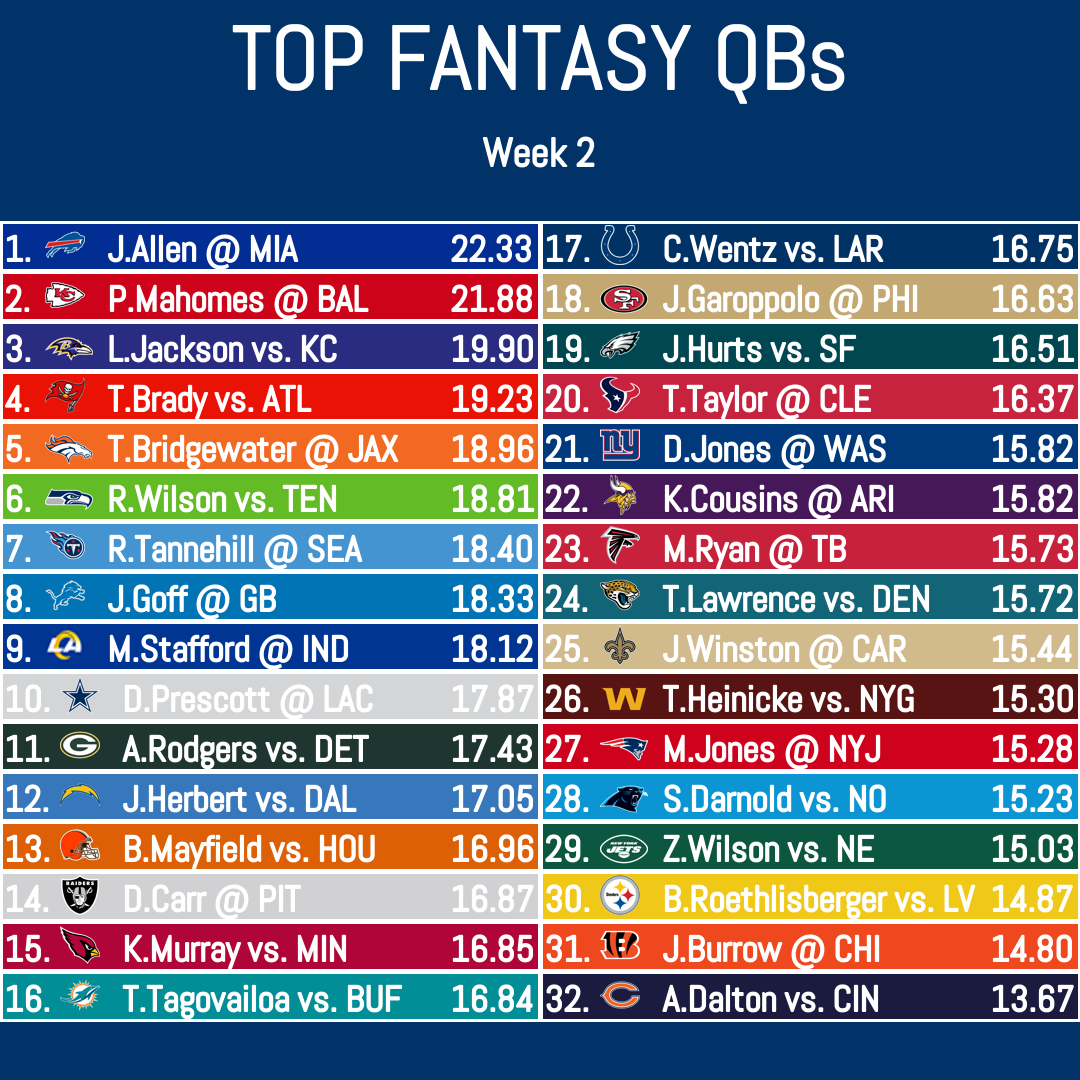 TOP FANTASY QBs
Week 2
1. J.Allen @ MIA 22.33
2. P.Mahomes @ BAL 21.88
3. L.Jackson vs. KC 19.90
4. T.Brady vs. ATL 19.23
5. T.Bridgewater @ JAX 18.96
6. R.Wilson vs. TEN 18.81
7. R.Tannehill @ SEA 18.40
8. J.Goff @ GB 18.33
9. M.Stafford @ IND 18.12
10. D.Prescott @ LAC 17.87
11. A.Rodgers vs. DET 17.43
12. J.Herbert vs. DAL 17.05
13. B.Mayfield vs. HOU 16.96
14. D.Carr @ PIT 16.87
15. K.Murray vs. MIN 16.85
16. T.Tagovailoa vs. BUF 16.84
17. C.Wentz vs. LAR 16.75
18. J.Garoppolo @ PHI 16.63
19. J.Hurts vs. SF 16.51
20. T.Taylor @ CLE 16.37
21. D.Jones @ WAS 15.82
22. K.Cousins @ ARI 15.82
23. M.Ryan @ TB 15.73
24. T.Lawrence vs. DEN 15.72
25. J.Winston @ CAR 15.44
26. T.Heinicke vs. NYG 15.30
27. M.Jones @ NYJ 15.28
28. S.Darnold vs. NO 15.23
29. Z.Wilson vs. NE 15.03
30. B.Roethlisberger vs. LV 14.87
31. J.Burrow @ CHI 14.80
32. A.Dalton vs. CIN 13.67